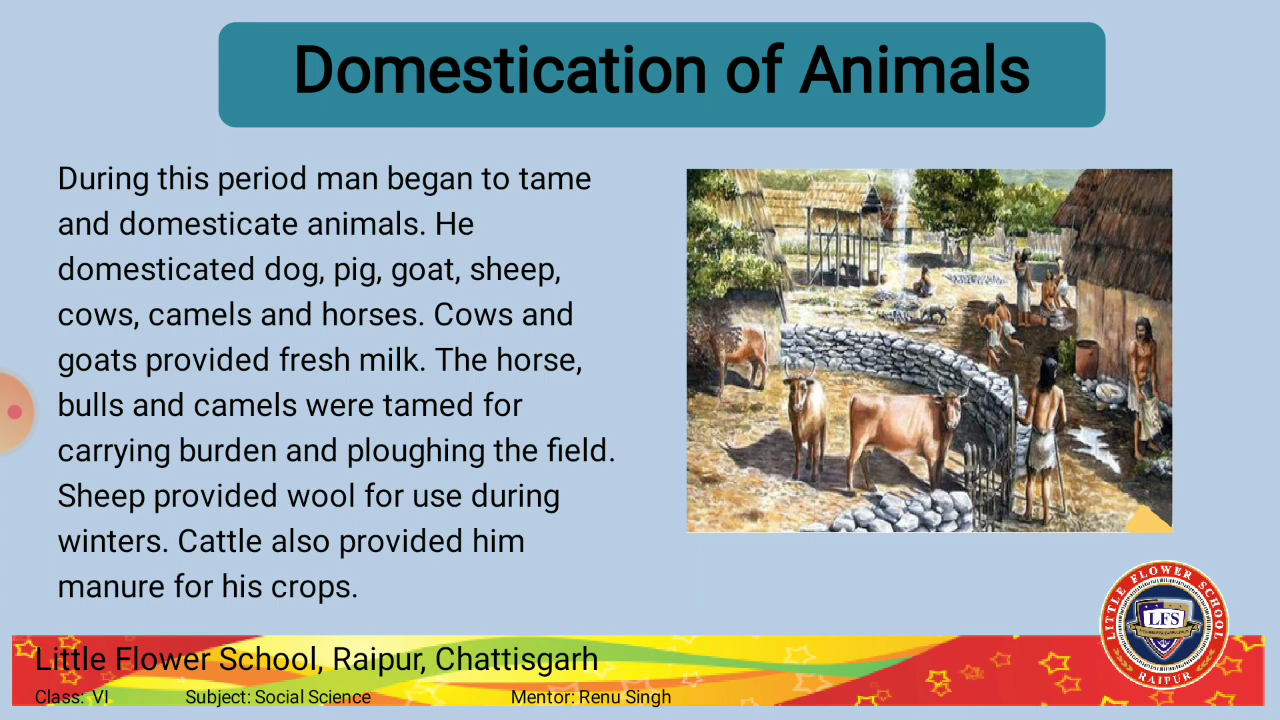 Domestication of Animals
During this period man began to tame
and domesticate animals. He
domesticated dog, pig, goat, sheep,
cows, camels and horses. Cows and
goats provided fresh milk. The horse,
bulls and camels were tamed for
carrying burden and ploughing the field.
Sheep provided wool for use during
winters. Cattle also provided him
manure for his crops.
LITTLE FLOWER SCHOOL
LFS
RAIPUR
Little Flower School, Raipur, Chattisgarh
Class: VI Subject: Social Science Mentor: Renu Singh